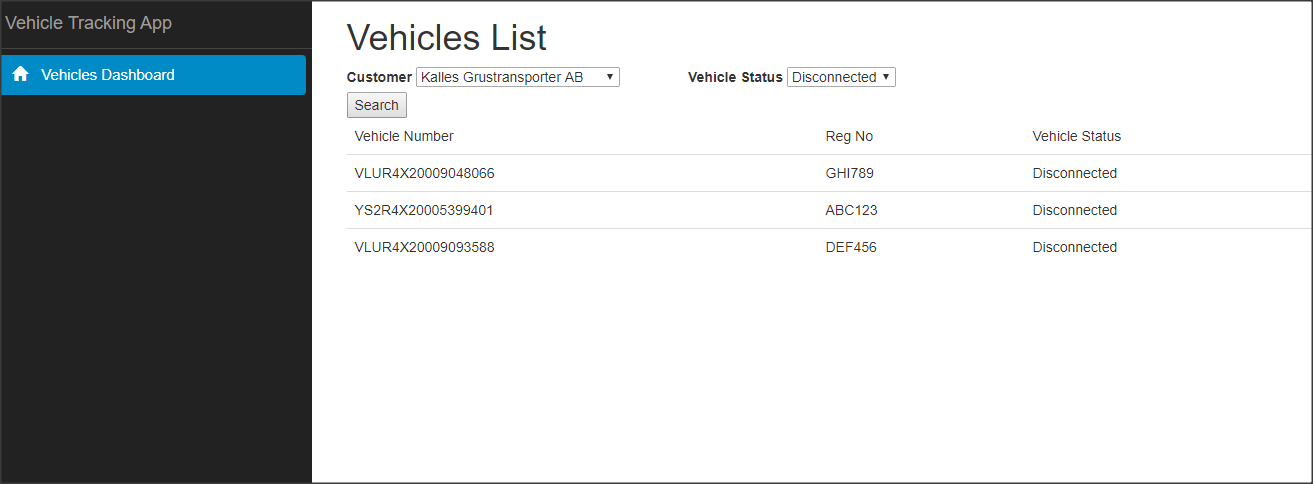 Vehicle Tracking App
Vehicles Dashboard
Vehicles List
Customer Kalles Grustransporter AB Vehicle Status Disconnected
Search
Vehicle Number Reg No Vehicle Status
VLUR4X20009048066 GHI789 Disconnected
YS2R4X20005399401 ABC123 Disconnected
VLUR4X20009093588 DEF456 Disconnected